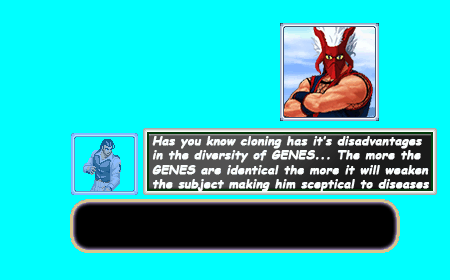 Has you know cloning has it's disadvantages
in the diversity of GENES... The more the
GENES are identical the more it will weaken
the subject making him sceptical to diseases